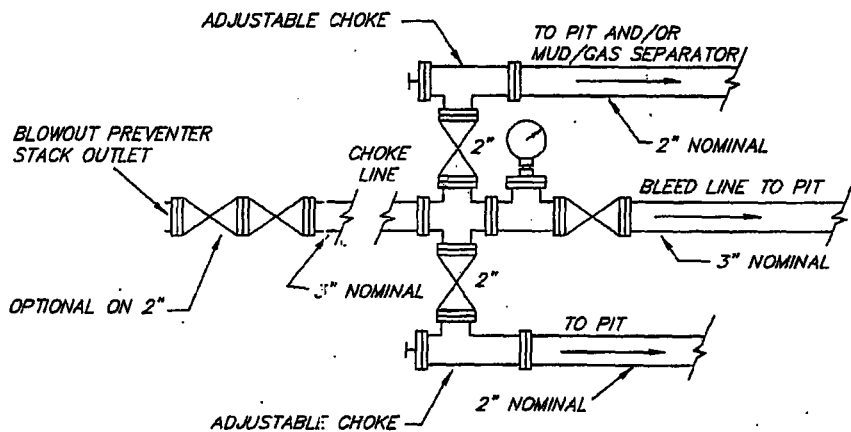 ADJUSTABLE CHOKE
TO PIT AND/OR
MUD/GAS SEPARATOR
BLOWOUT PREVENTER
STACK OUTLET
CHOKE
LINE
2"
2" NOMINAL
BLEED LINE TO PIT
OPTIONAL ON 2"
3" NOMINAL
2"
3" NOMINAL
TO PIT
ADJUSTABLE CHOKE
2" NOMINAL